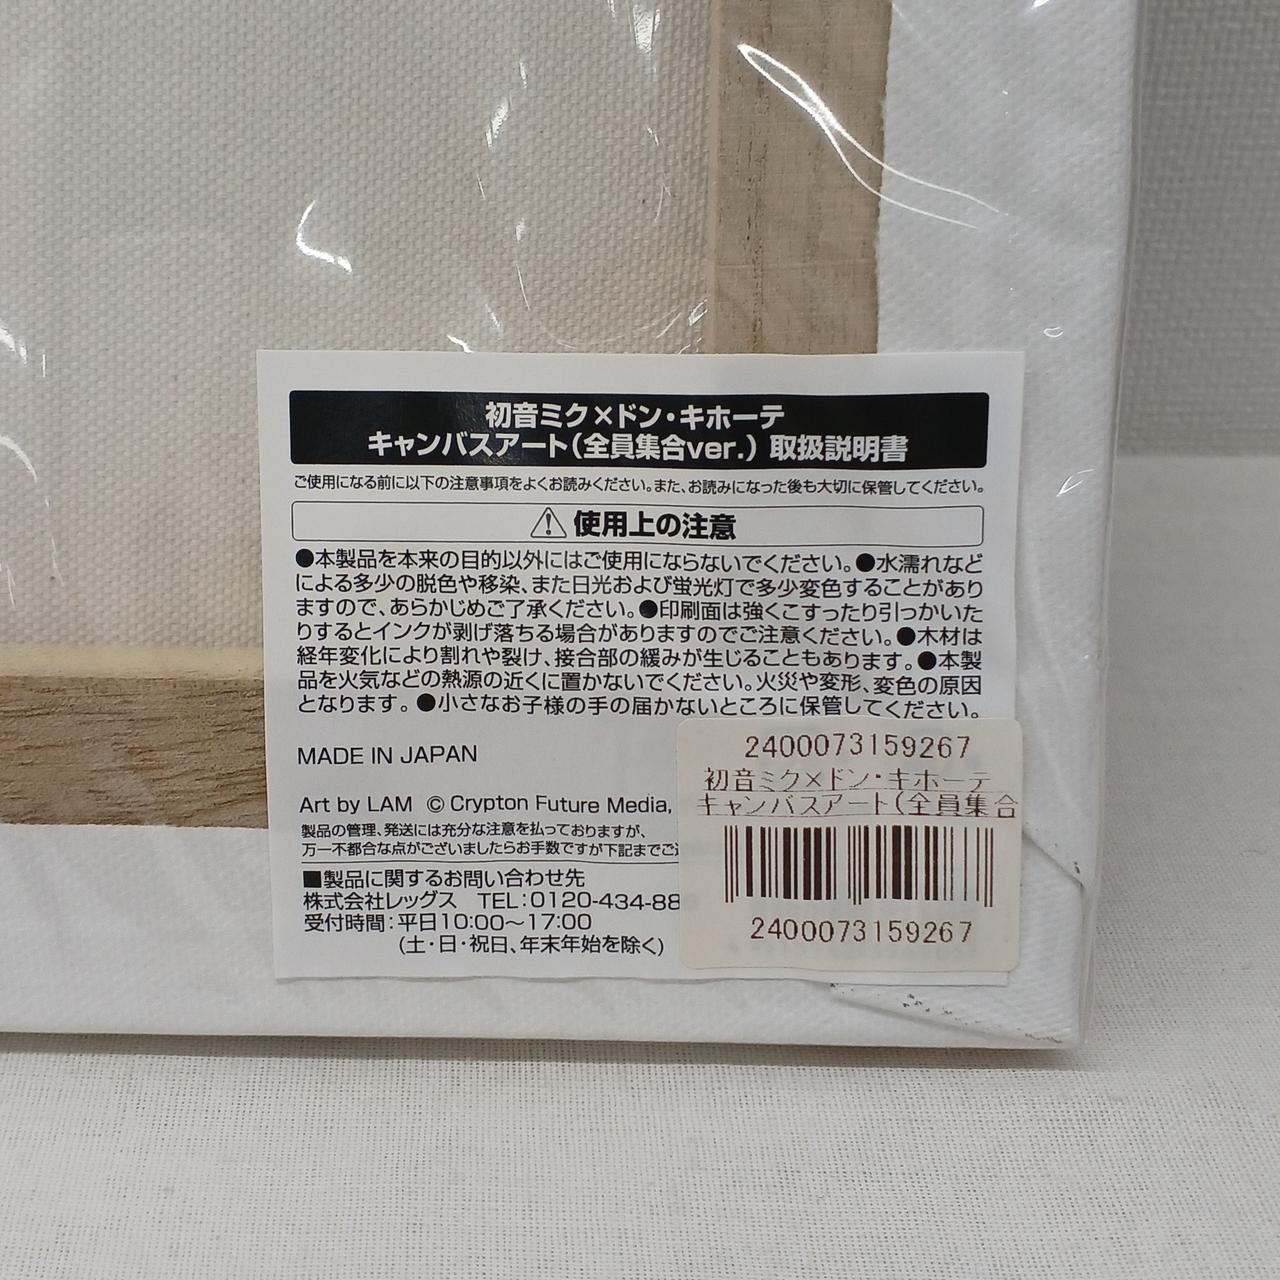 初音ミク×ドン・キホーテ
キャンバスアート(全員集合ver.) 取扱説明書
ご使用になる前に以下の注意事項をよくお読みください。また、お読みになった後も大切に保管してください。
⚠使用上の注意
●本製品を本来の目的以外にはご使用にならないでください。●水濡れなど
による多少の脱色や移染、また日光および蛍光灯で多少変色することがあり
ますので、あらかじめご了承ください。●印刷面は強くこすったり引っかいた
りするとインクが剥げ落ちる場合がありますのでご注意ください。●木材は
経年変化により割れや裂け、接合部の緩みが生じることもあります。●本製
品を火気などの熱源の近くに置かないでください。火災や変形、変色の原因
となります。●小さなお子様の手の届かないところに保管してください。
MADE IN JAPAN
Art by LAM © Crypton Future Media,
製品の管理、発送には充分な注意を払っておりますが、
万一不都合な点がございましたらお手数ですが下記までご
■製品に関するお問い合わせ先
株式会社レッグス TEL:0120-434-88
受付時間:平日10:00〜17:00
(土・日・祝日、年末年始を除く)
2400073159267
初音ミク×ドン・キホーテ
キャンバスアート(全員集合
2400073159267